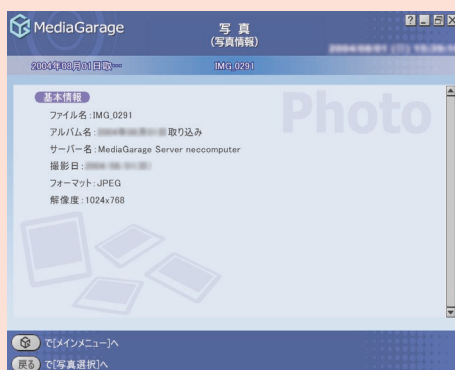 MediaGarage
写真
(写真情報)
2004年08月01日取…
IMG_0291
Photo
基本情報
ファイル名:IMG_0291
アルバム名: 取り込み
サーバー名:MediaGarage Server neccomputer
撮影日:
フォーマット:JPEG
解像度:1024x768
で[メインメニュー]へ
戻る で[写真選択]へ